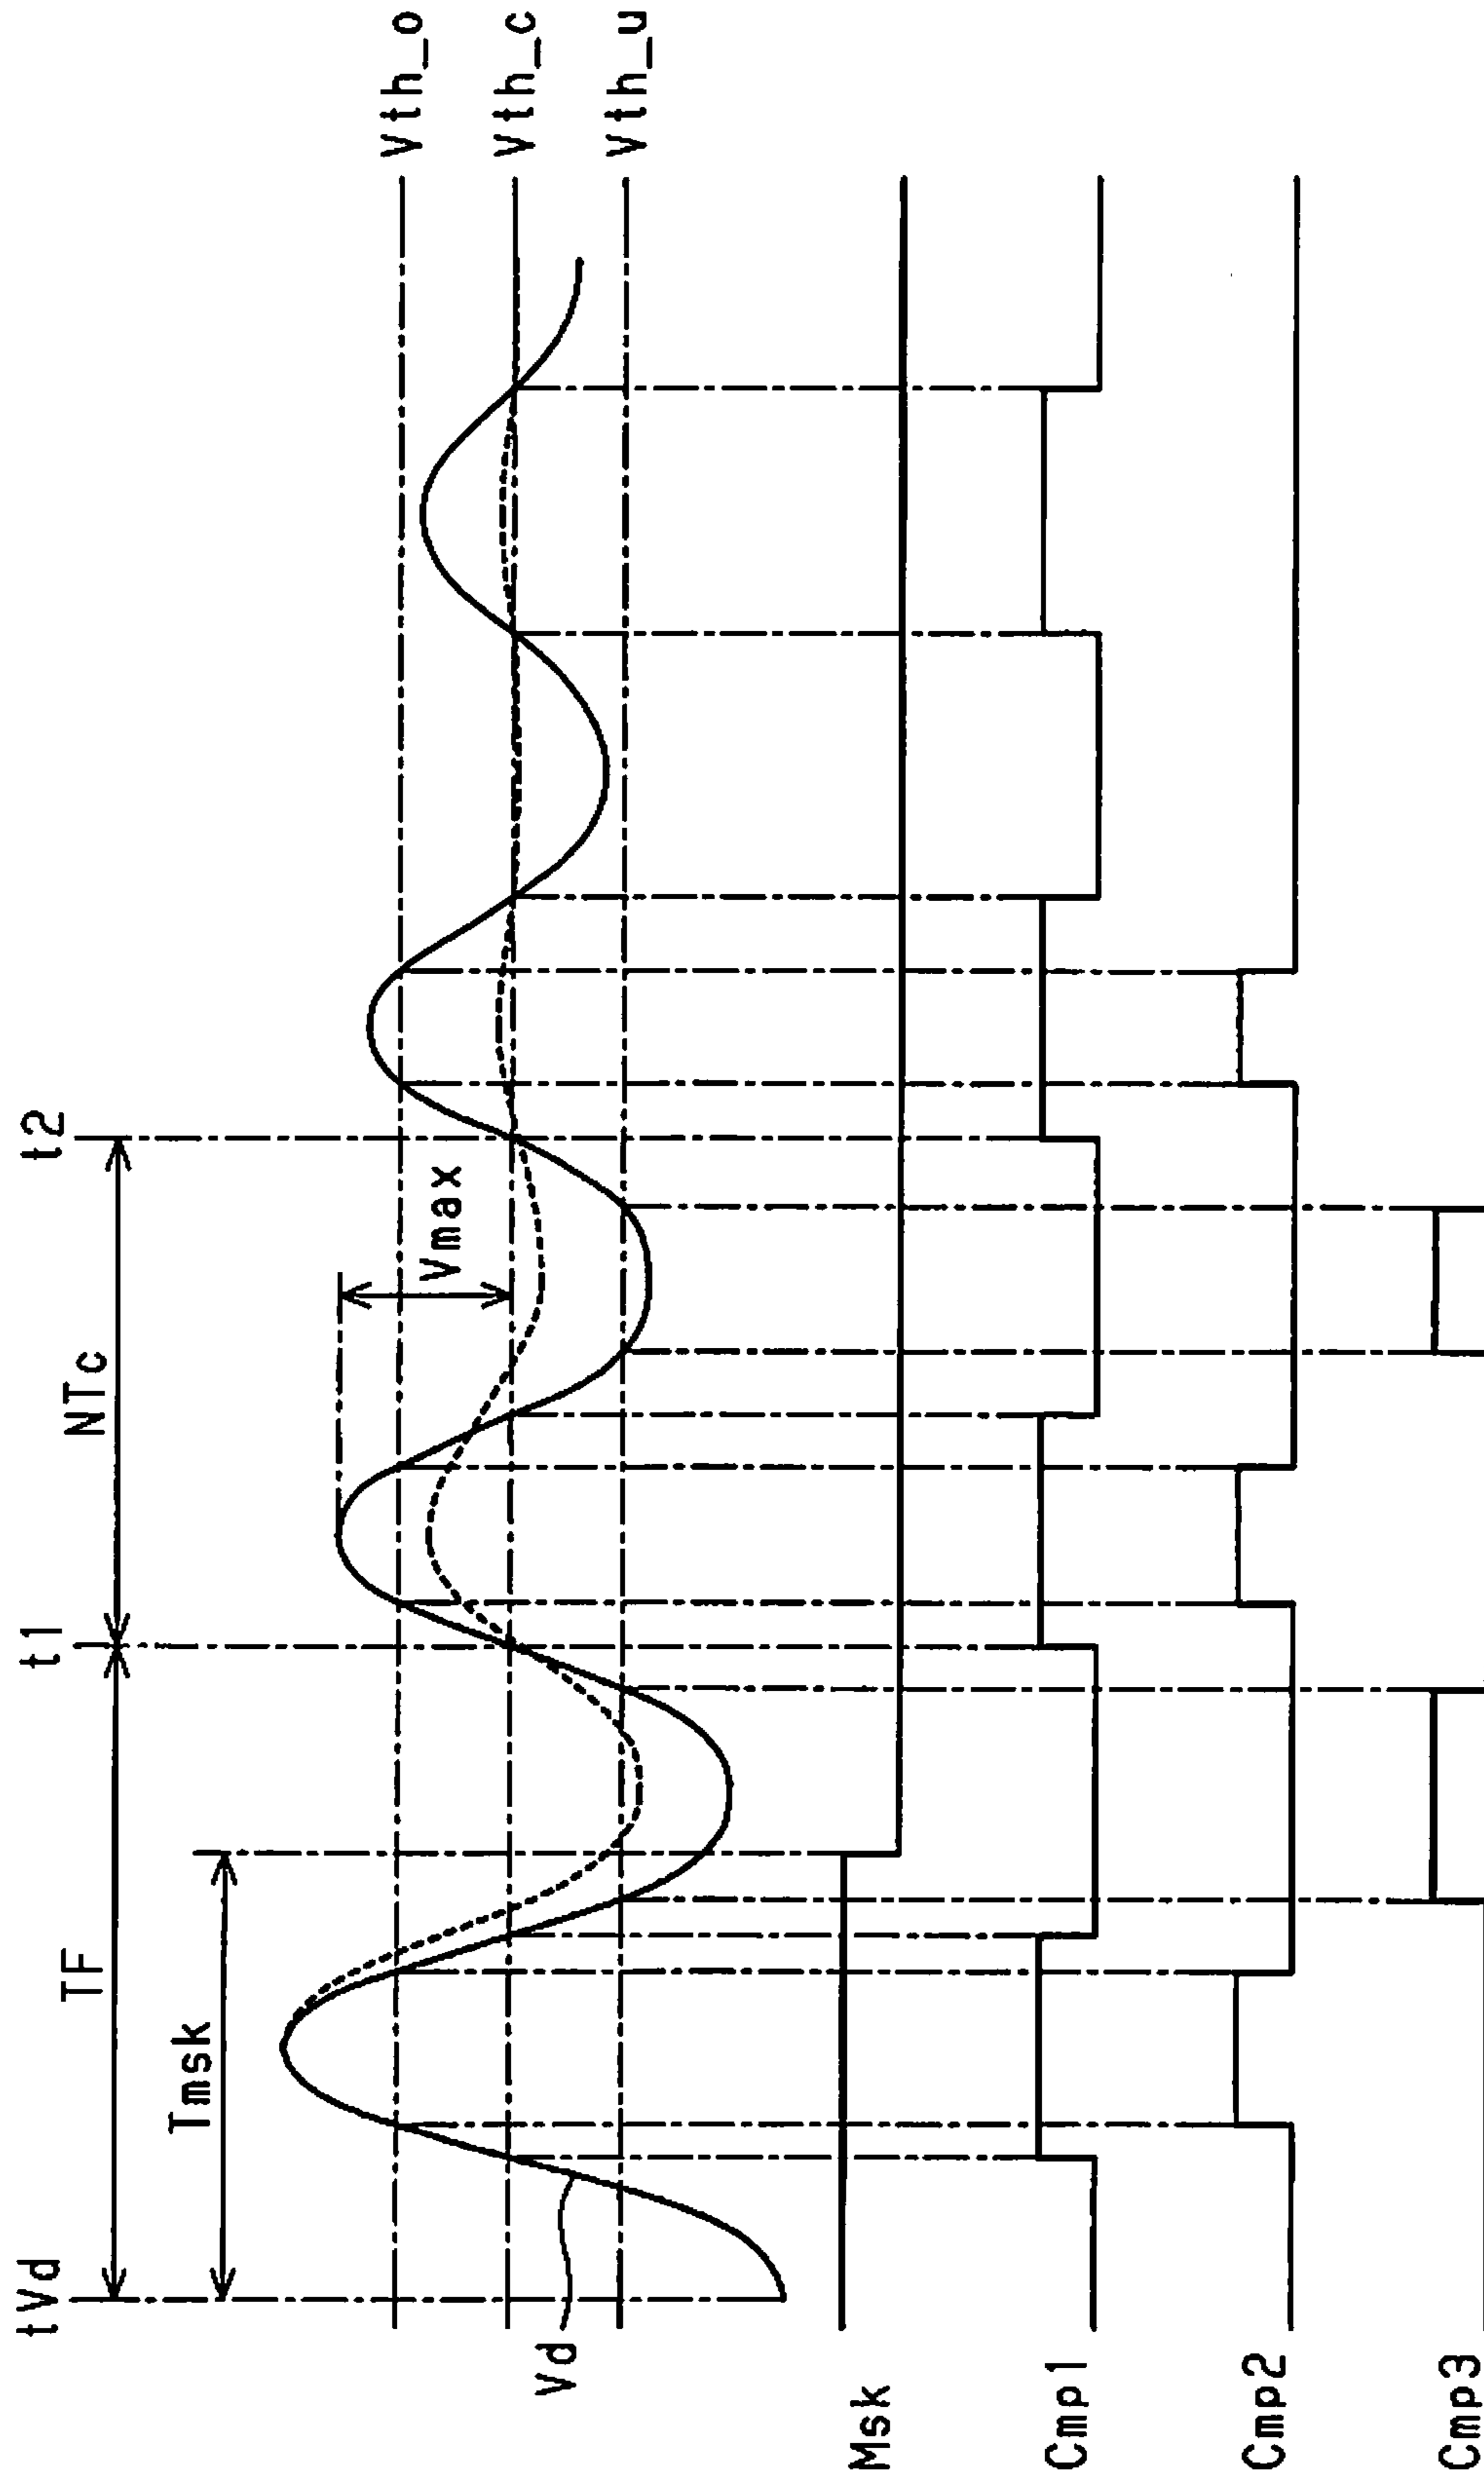 tVd
t1
t2
TF
NTc
Tmsk
Vmax
Vth_o
Vth_c
Vth_u
Vd
Msk
Cmp1
Cmp2
Cmp3